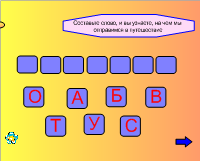 Составьте слово, и вы узнаете, на чем мы
отправимся в путешествие
О А Б В
Т У С